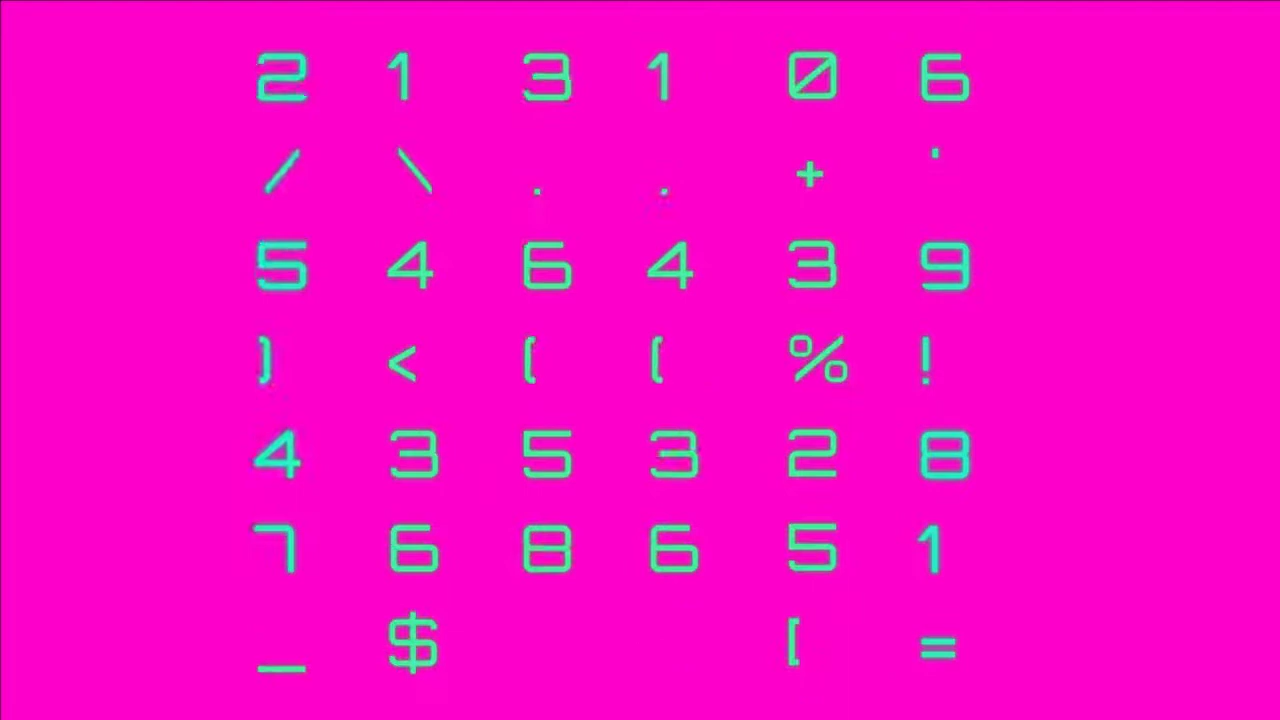 2 1 3 1 0 6
/ \ . . + '
5 4 6 4 3 9
) < ( ( % !
4 3 5 3 2 8
7 6 8 6 5 1
_ $ [ =